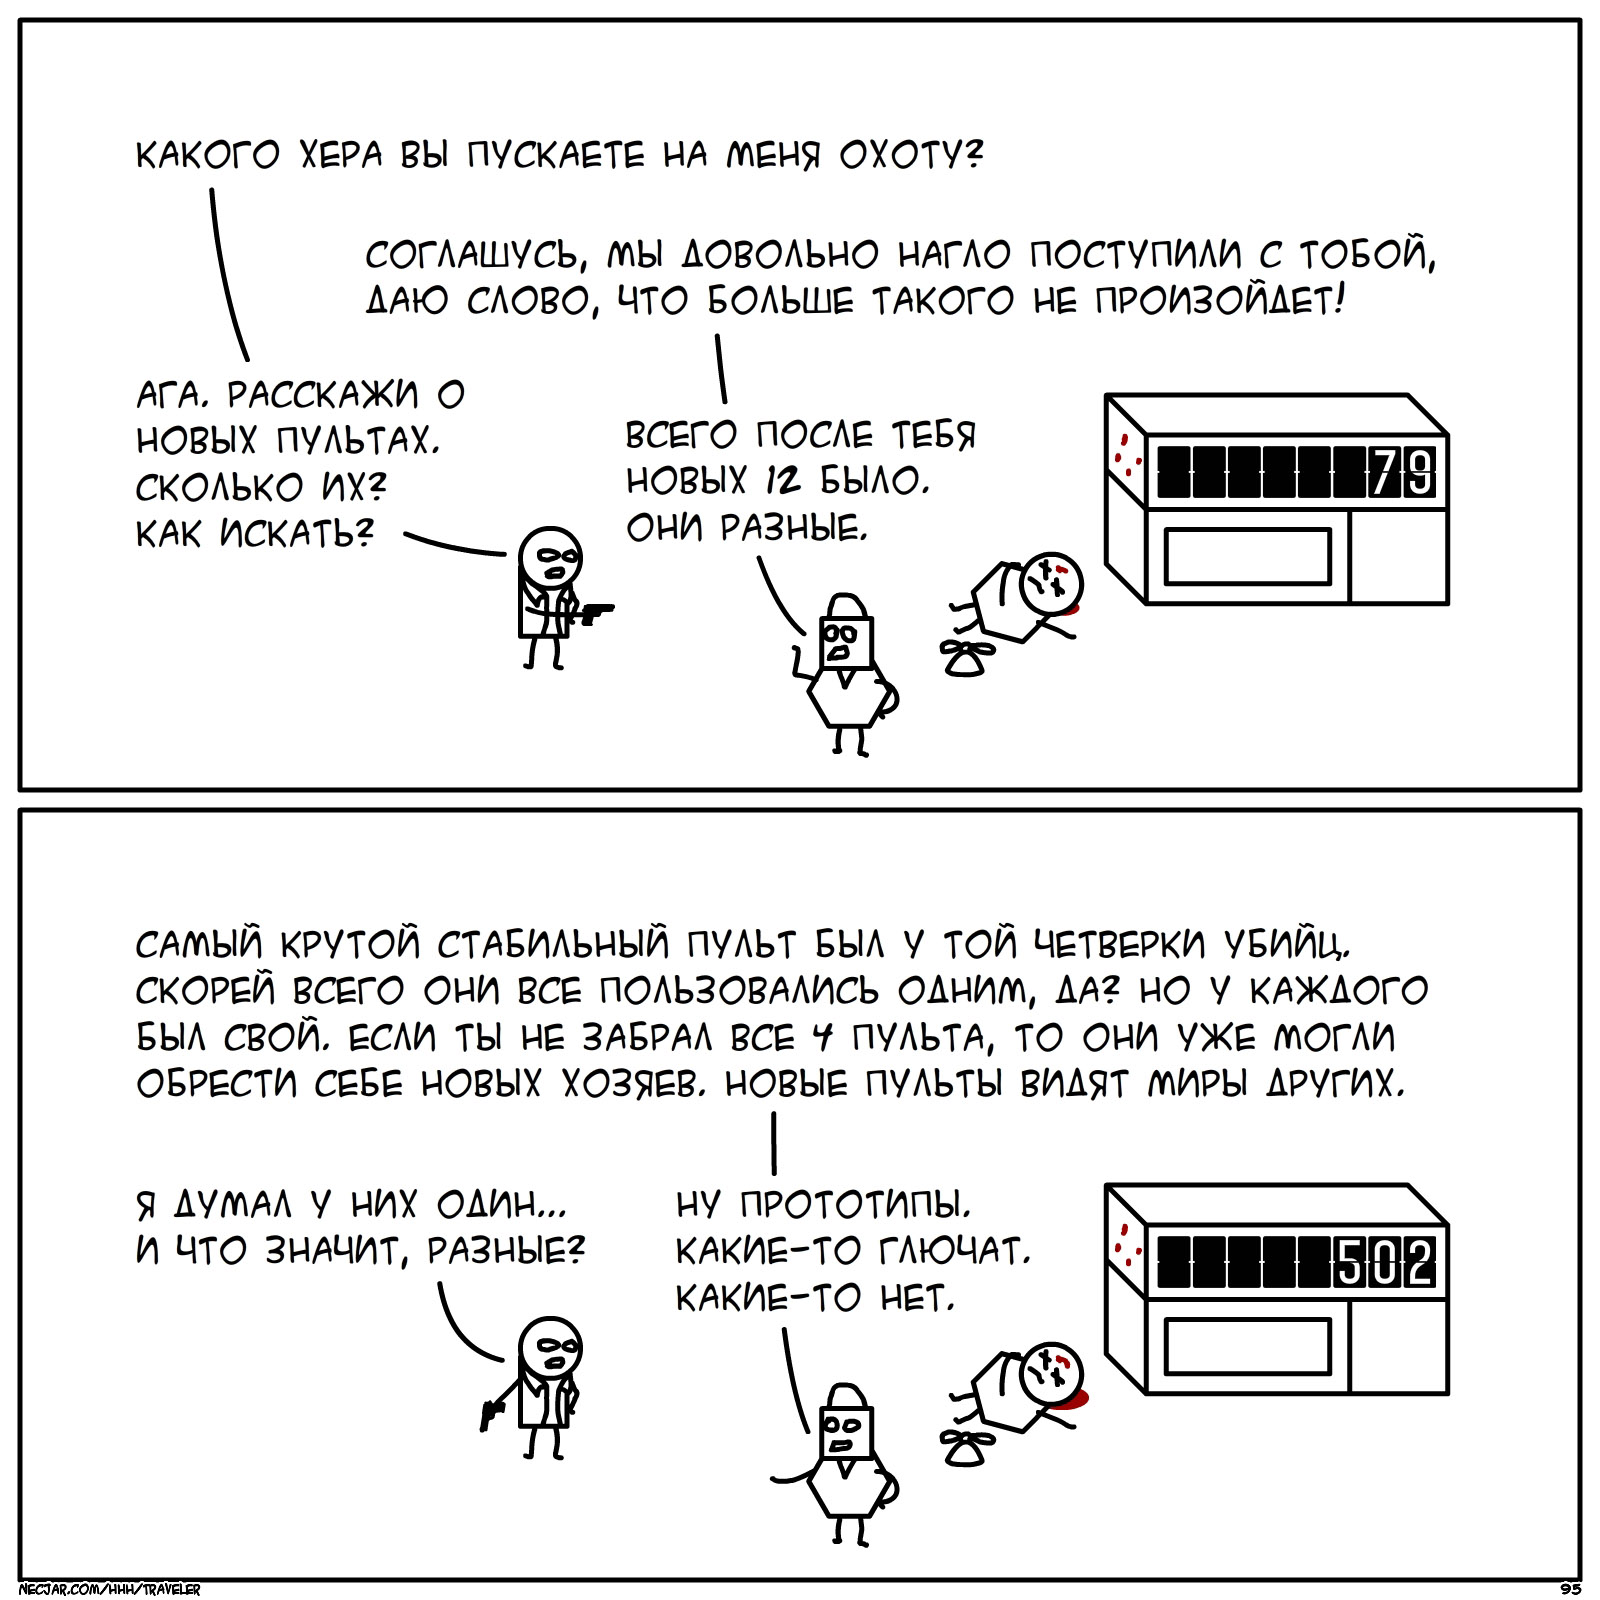 КАКОГО ХЕРА ВЫ ПУСКАЕТЕ НА МЕНЯ ОХОТУ?
СОГЛАШУСЬ, МЫ ДОВОЛЬНО НАГЛО ПОСТУПИЛИ С ТОБОЙ,
ДАЮ СЛОВО, ЧТО БОЛЬШЕ ТАКОГО НЕ ПРОИЗОЙДЕТ!
АГА. РАССКАЖИ О
НОВЫХ ПУЛЬТАХ.
СКОЛЬКО ИХ?
КАК ИСКАТЬ?
ВСЕГО ПОСЛЕ ТЕБЯ
НОВЫХ 12 БЫЛО.
ОНИ РАЗНЫЕ.
79
САМЫЙ КРУТОЙ СТАБИЛЬНЫЙ ПУЛЬТ БЫЛ У ТОЙ ЧЕТВЕРКИ УБИЙЦ.
СКОРЕЙ ВСЕГО ОНИ ВСЕ ПОЛЬЗОВАЛИСЬ ОДНИМ, ДА? НО У КАЖДОГО
БЫЛ СВОЙ. ЕСЛИ ТЫ НЕ ЗАБРАЛ ВСЕ 4 ПУЛЬТА, ТО ОНИ УЖЕ МОГЛИ
ОБРЕСТИ СЕБЕ НОВЫХ ХОЗЯЕВ. НОВЫЕ ПУЛЬТЫ ВИДЯТ МИРЫ ДРУГИХ.
Я ДУМАЛ У НИХ ОДИН...
И ЧТО ЗНАЧИТ, РАЗНЫЕ?
НУ ПРОТОТИПЫ.
КАКИЕ-ТО ГЛЮЧАТ.
КАКИЕ-ТО НЕТ.
502
NECJAR.COM/HHH/TRAVELER
95